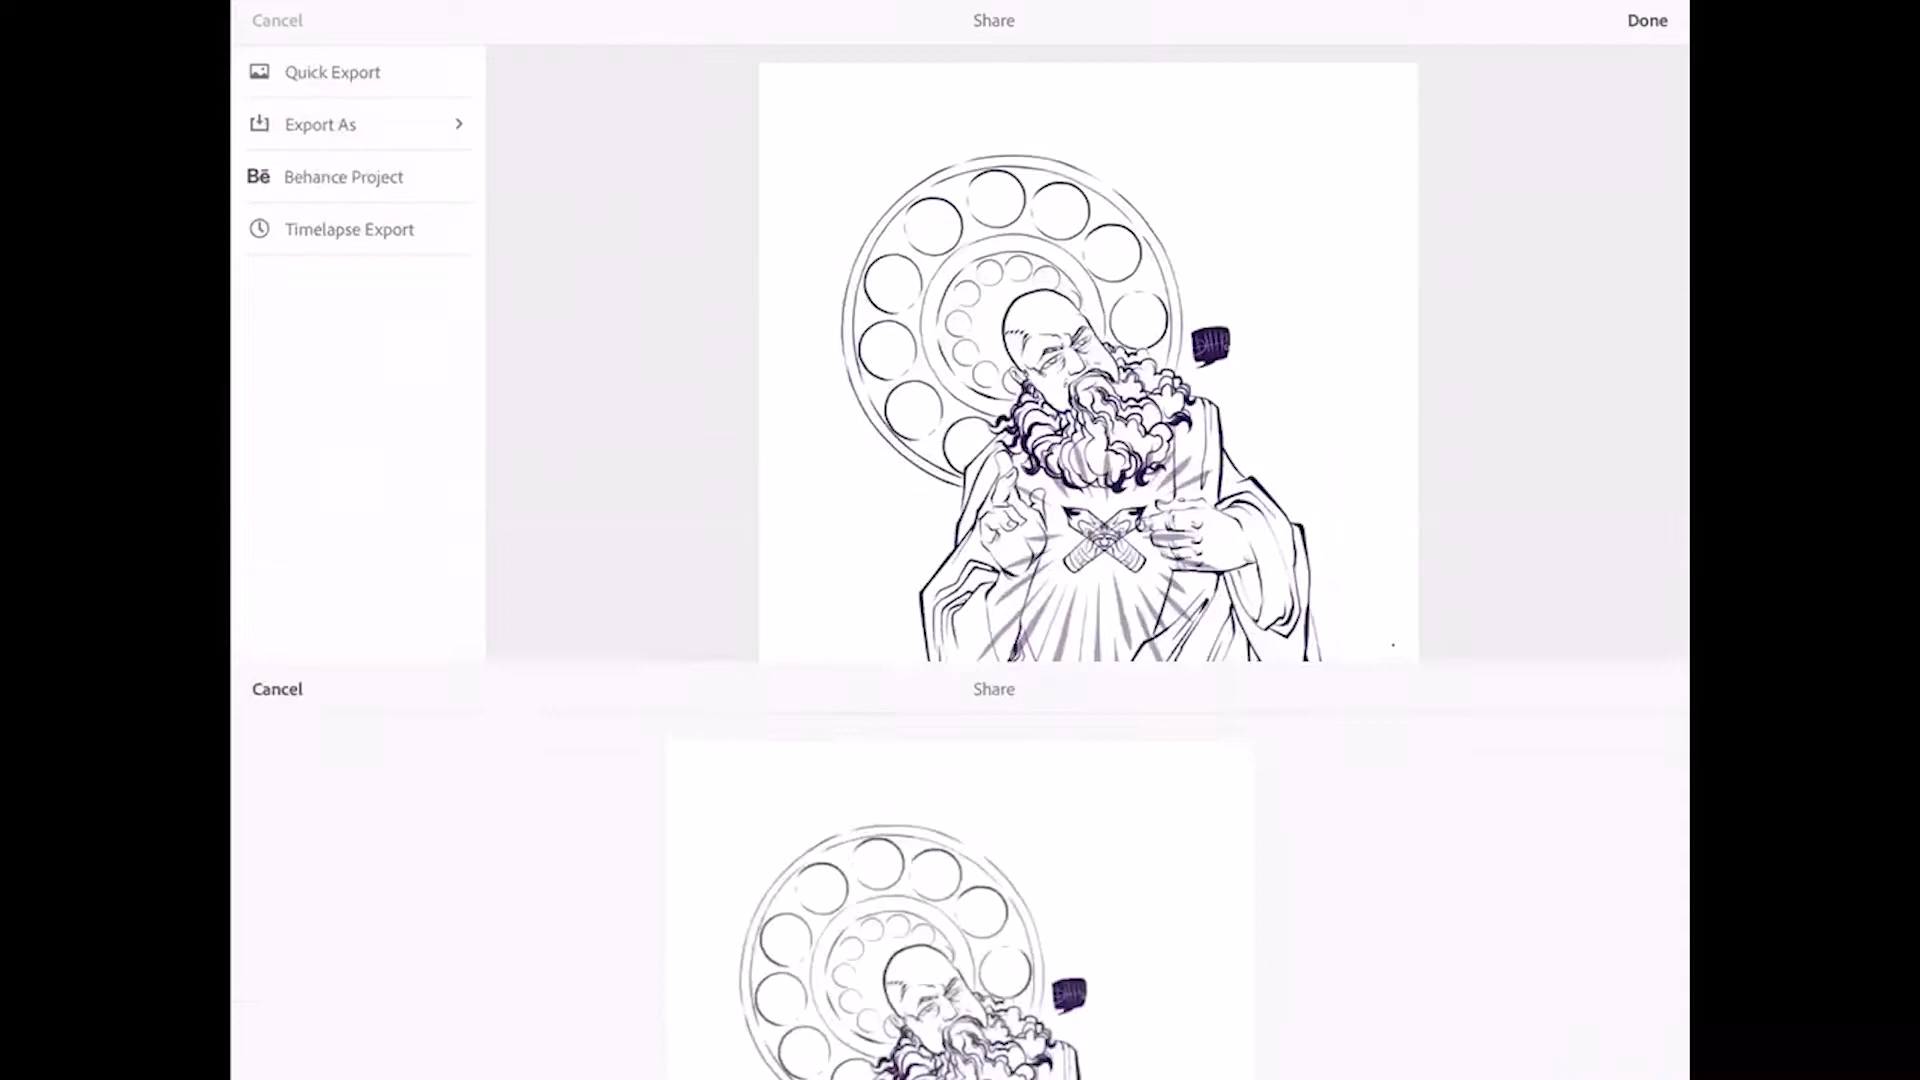 Cancel Share Done
Quick Export
Export As
Bē Behance Project
Timelapse Export
Cancel Share